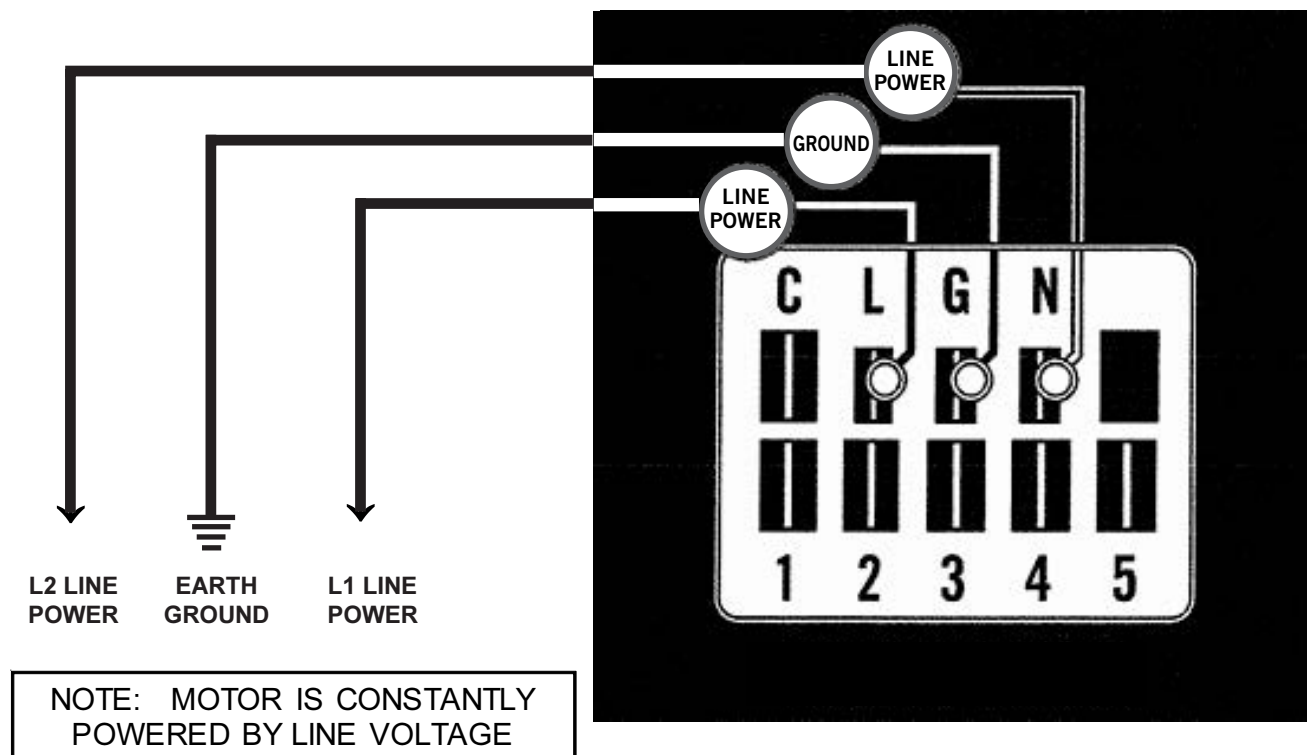 LINE
POWER
GROUND
LINE
POWER
C L G N
1 2 3 4 5
L2 LINE
POWER
EARTH
GROUND
L1 LINE
POWER
NOTE: MOTOR IS CONSTANTLY
POWERED BY LINE VOLTAGE